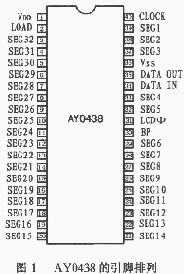 VDD CLOCK
LOAD SEG1
SEG32 SEG2
SEG31 SEG3
SEG30 Vss
SEG29 DATA OUT
SEG28 DATA IN
SEG27 SEG4
SEG26 SEG5
SEG25 AY0438 LCDΦ
SEG24 BP
SEG23 SEG6
SEG22 SEG7
SEG21 SEG8
SEG20 SEG9
SEG19 SEG10
SEG18 SEG11
SEG17 SEG12
SEG16 SEG13
SEG15 SEG14
图 1 AY0438 的引脚排列